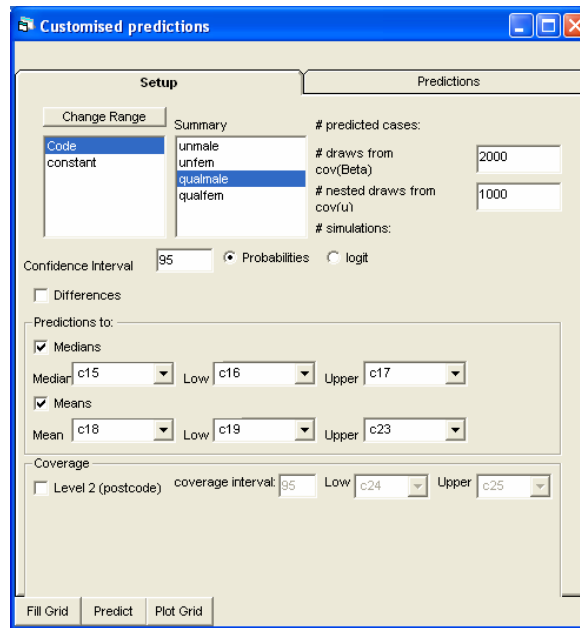 Customised predictions
Setup
Predictions
Change Range
Code
constant
Summary
unmale
unfem
qualmale
qualfem
# predicted cases:
# draws from
cov(Beta)
2000
# nested draws from
cov(u)
1000
# simulations:
Confidence Interval 95 Probabilities logit
Differences
Predictions to:
Medians
Median c15 Low c16 Upper c17
Means
Mean c18 Low c19 Upper c23
Coverage
Level 2 (postcode) coverage interval: 95 Low c24 Upper c25
Fill Grid Predict Plot Grid